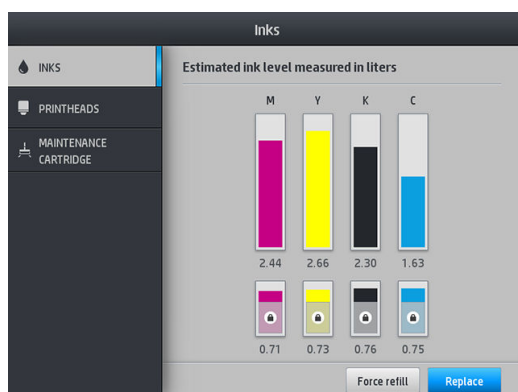 Inks
INKS
PRINTHEADS
MAINTENANCE
CARTRIDGE
Estimated ink level measured in liters
M Y K C
2.44 2.66 2.30 1.63
0.71 0.73 0.76 0.75
Force refill Replace